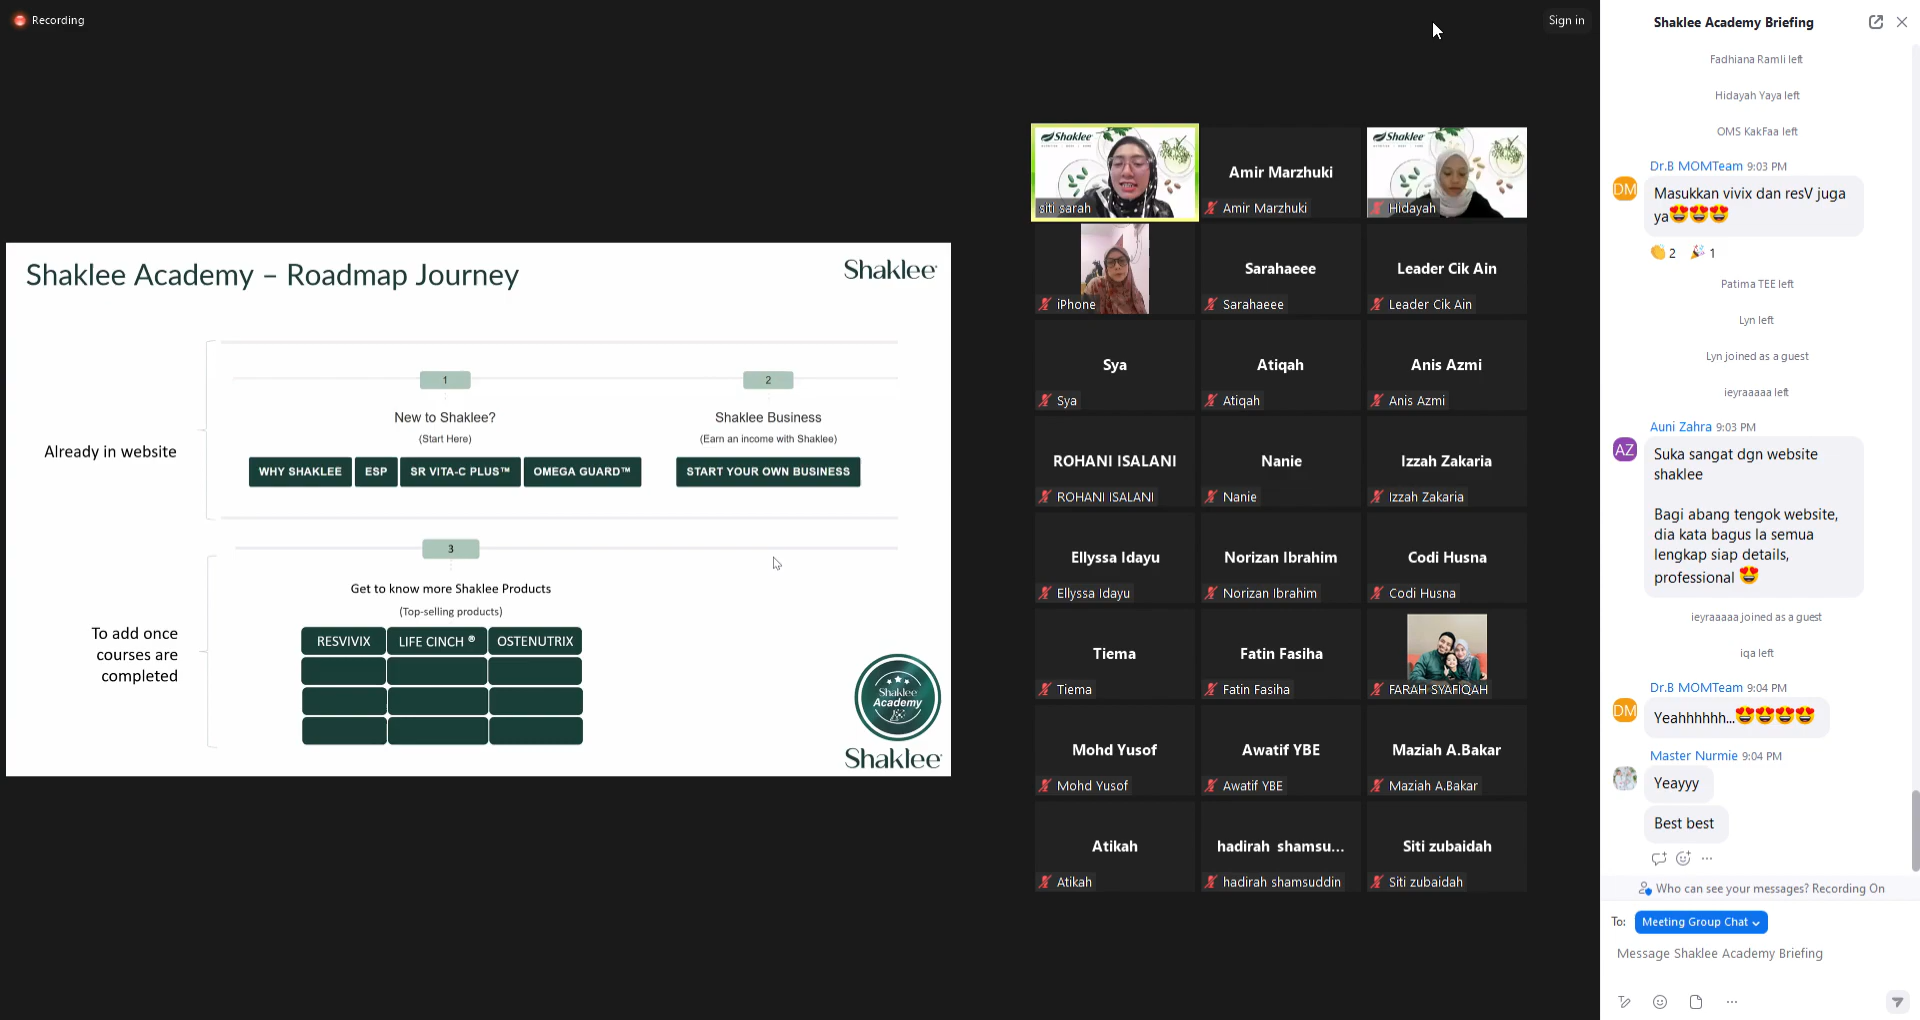 Recording
Sign in
Shaklee Academy – Roadmap Journey
Shaklee
Already in website
1
New to Shaklee?
(Start Here)
WHY SHAKLEE
ESP
SR VITA-C PLUS™
OMEGA GUARD™
2
Shaklee Business
(Earn an income with Shaklee)
START YOUR OWN BUSINESS
To add once
courses are
completed
3
Get to know more Shaklee Products
(Top-selling products)
RESVIVIX
LIFE CINCH ®
OSTENUTRIX
Shaklee
Academy
Shaklee
Shaklee
siti sarah
Amir Marzhuki
Amir Marzhuki
Shaklee
Hidayah
iPhone
Sarahaeee
Sarahaeee
Leader Cik Ain
Leader Cik Ain
Sya
Sya
Atiqah
Atiqah
Anis Azmi
Anis Azmi
ROHANI ISALANI
ROHANI ISALANI
Nanie
Nanie
Izzah Zakaria
Izzah Zakaria
Ellyssa Idayu
Ellyssa Idayu
Norizan Ibrahim
Norizan Ibrahim
Codi Husna
Codi Husna
Tiema
Tiema
Fatin Fasiha
Fatin Fasiha
FARAH SYAFIQAH
Mohd Yusof
Mohd Yusof
Awatif YBE
Awatif YBE
Maziah A.Bakar
Maziah A.Bakar
Atikah
Atikah
hadirah shamsu...
hadirah shamsuddin
Siti zubaidah
Siti zubaidah
Shaklee Academy Briefing
Fadhiana Ramli left
Hidayah Yaya left
OMS KakFaa left
Dr.B MOMTeam 9:03 PM
DM
Masukkan vivix dan resV juga
ya😍😍😍
👏 2 🎉 1
Patima TEE left
Lyn left
Lyn joined as a guest
ieyraaaaa left
Auni Zahra 9:03 PM
AZ
Suka sangat dgn website
shaklee
Bagi abang tengok website,
dia kata bagus la semua
lengkap siap details,
professional 😍
ieyraaaaa joined as a guest
iqa left
Dr.B MOMTeam 9:04 PM
DM
Yeahhhhhh...😍😍😍😍
Master Nurmie 9:04 PM
Yeayyy
Best best
Who can see your messages? Recording On
To: Meeting Group Chat
Message Shaklee Academy Briefing